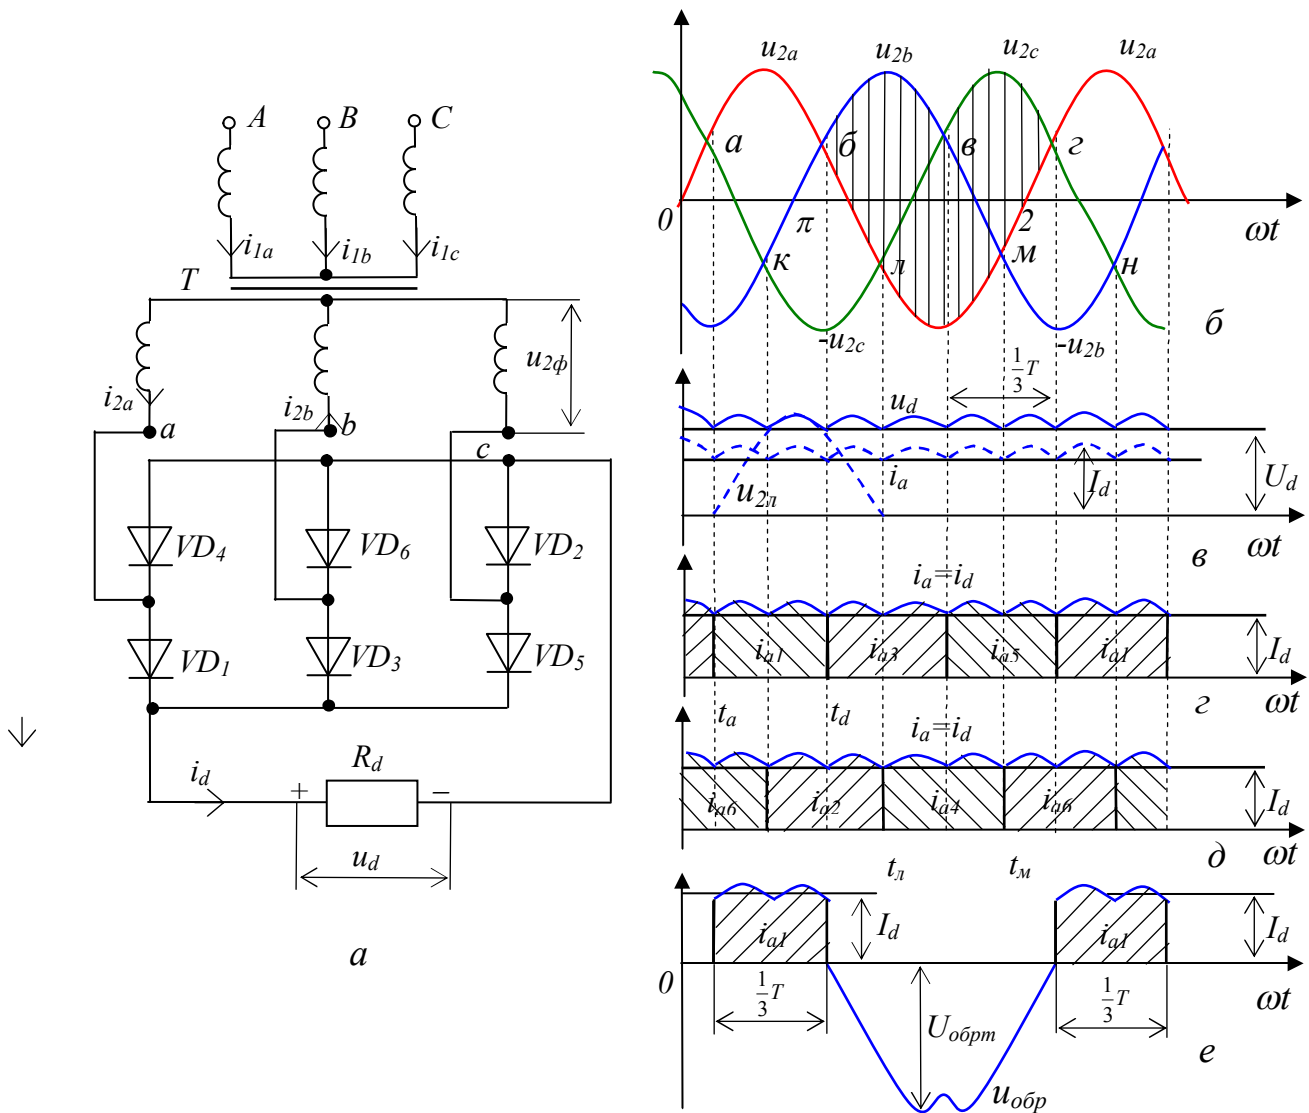 A B C
i1a i1b i1c
T
u2ф
i2a i2b
a b c
VD4 VD6 VD2
VD1 VD3 VD5
Rd
id
+ −
ud
а
u2a u2b u2c u2a
а б в г
0 π 2 ωt
к л м н
-u2c -u2b
б
1/3 T
ud
ia
u2л
Id
Ud
в ωt
ia=id
ia1 ia3 ia5 ia1
Id
г ωt
ta td
ia=id
ia6 ia2 ia4 ia6
Id
д ωt
tл tм
ia1 Id ia1 Id
0 ωt
1/3 T 1/3 T
Uобрm
е
uобр